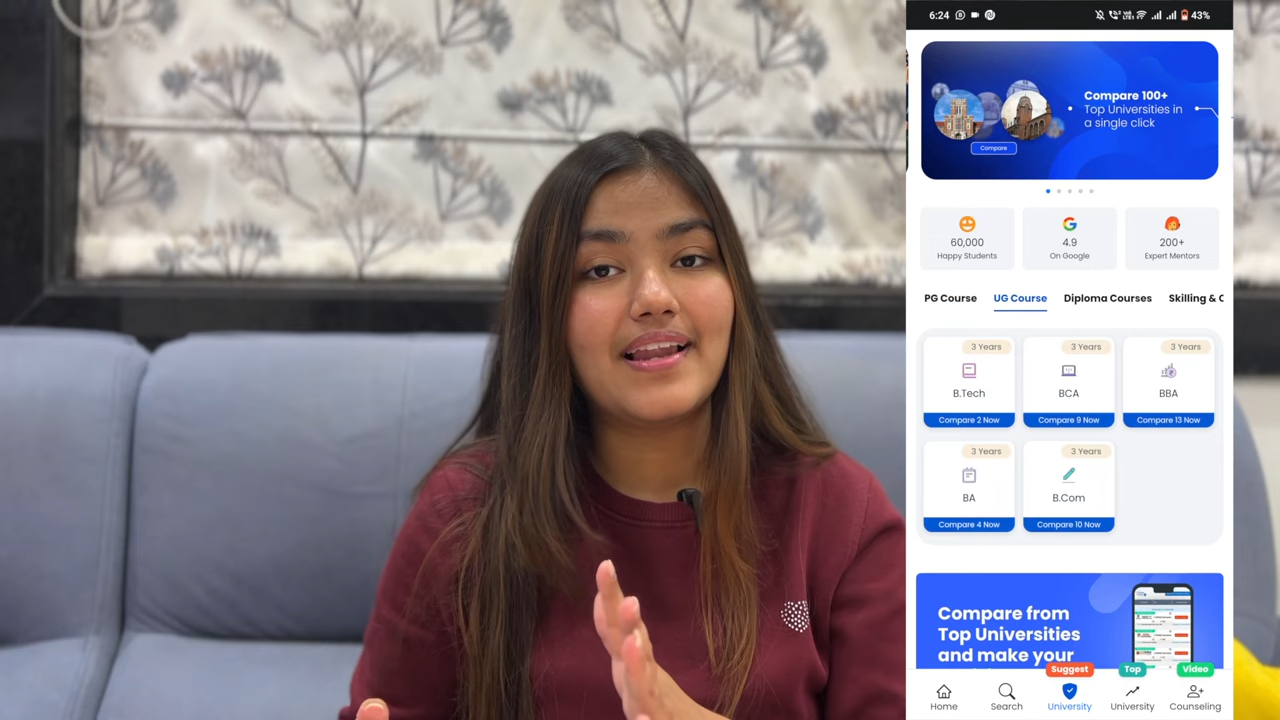 6:24
43%
Compare 100+
Top Universities in
a single click
Compare
60,000
Happy Students
4.9
On Google
200+
Expert Mentors
PG Course UG Course Diploma Courses Skilling & C
3 Years
B.Tech
Compare 2 Now
3 Years
BCA
Compare 9 Now
3 Years
BBA
Compare 13 Now
3 Years
BA
Compare 4 Now
3 Years
B.Com
Compare 10 Now
Compare from
Top Universities
and make your
Suggest Top Video
Home Search University University Counseling